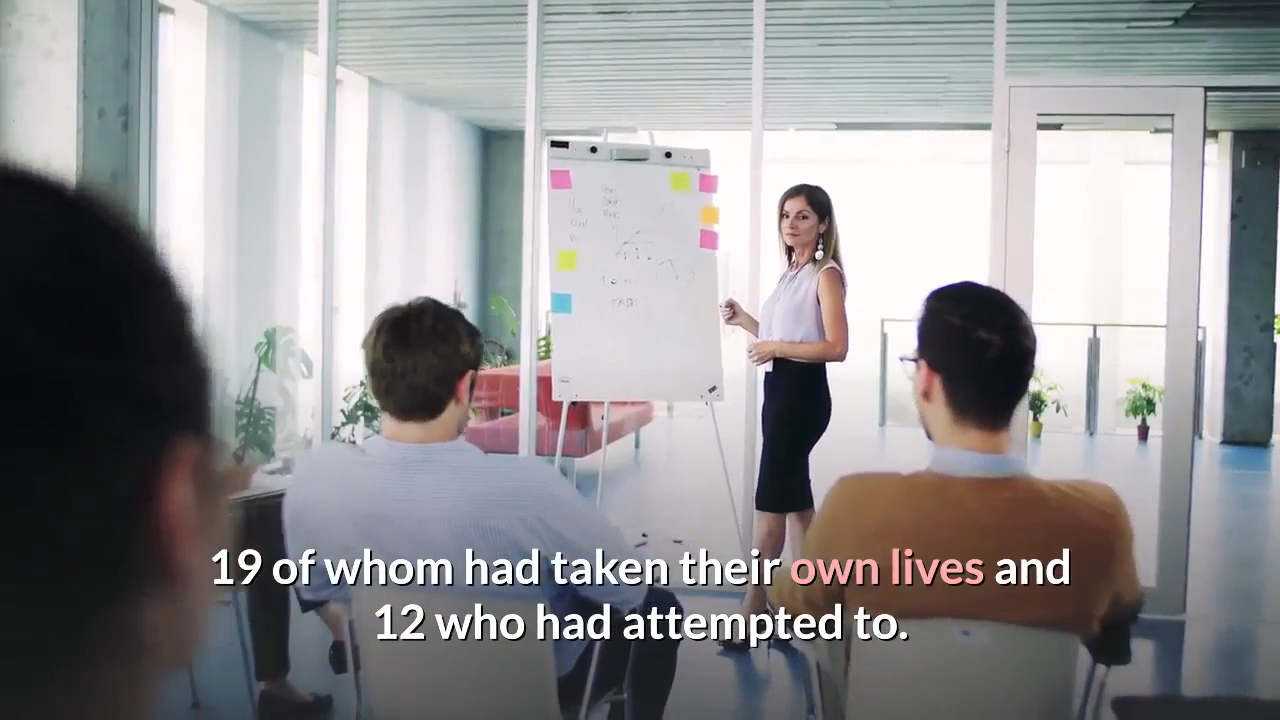 19 of whom had taken their own lives and
12 who had attempted to.